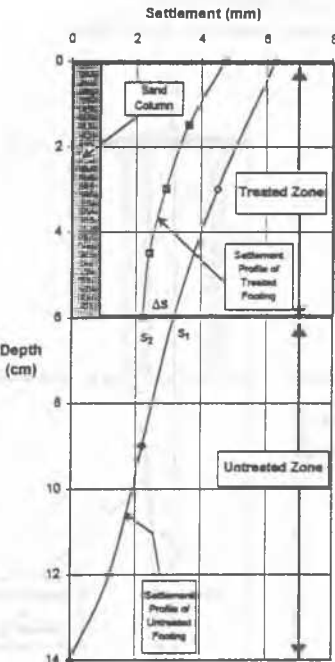 Settlement (mm)
0 2 4 6 8
0
Sand
Column
2
Treated Zone
4
Settlement
Profile of
Treated
Footing
ΔS
6
S₂ S₁
Depth
(cm)
8
Untreated Zone
10
12
Settlement
Profile of
Untreated
Footing
14